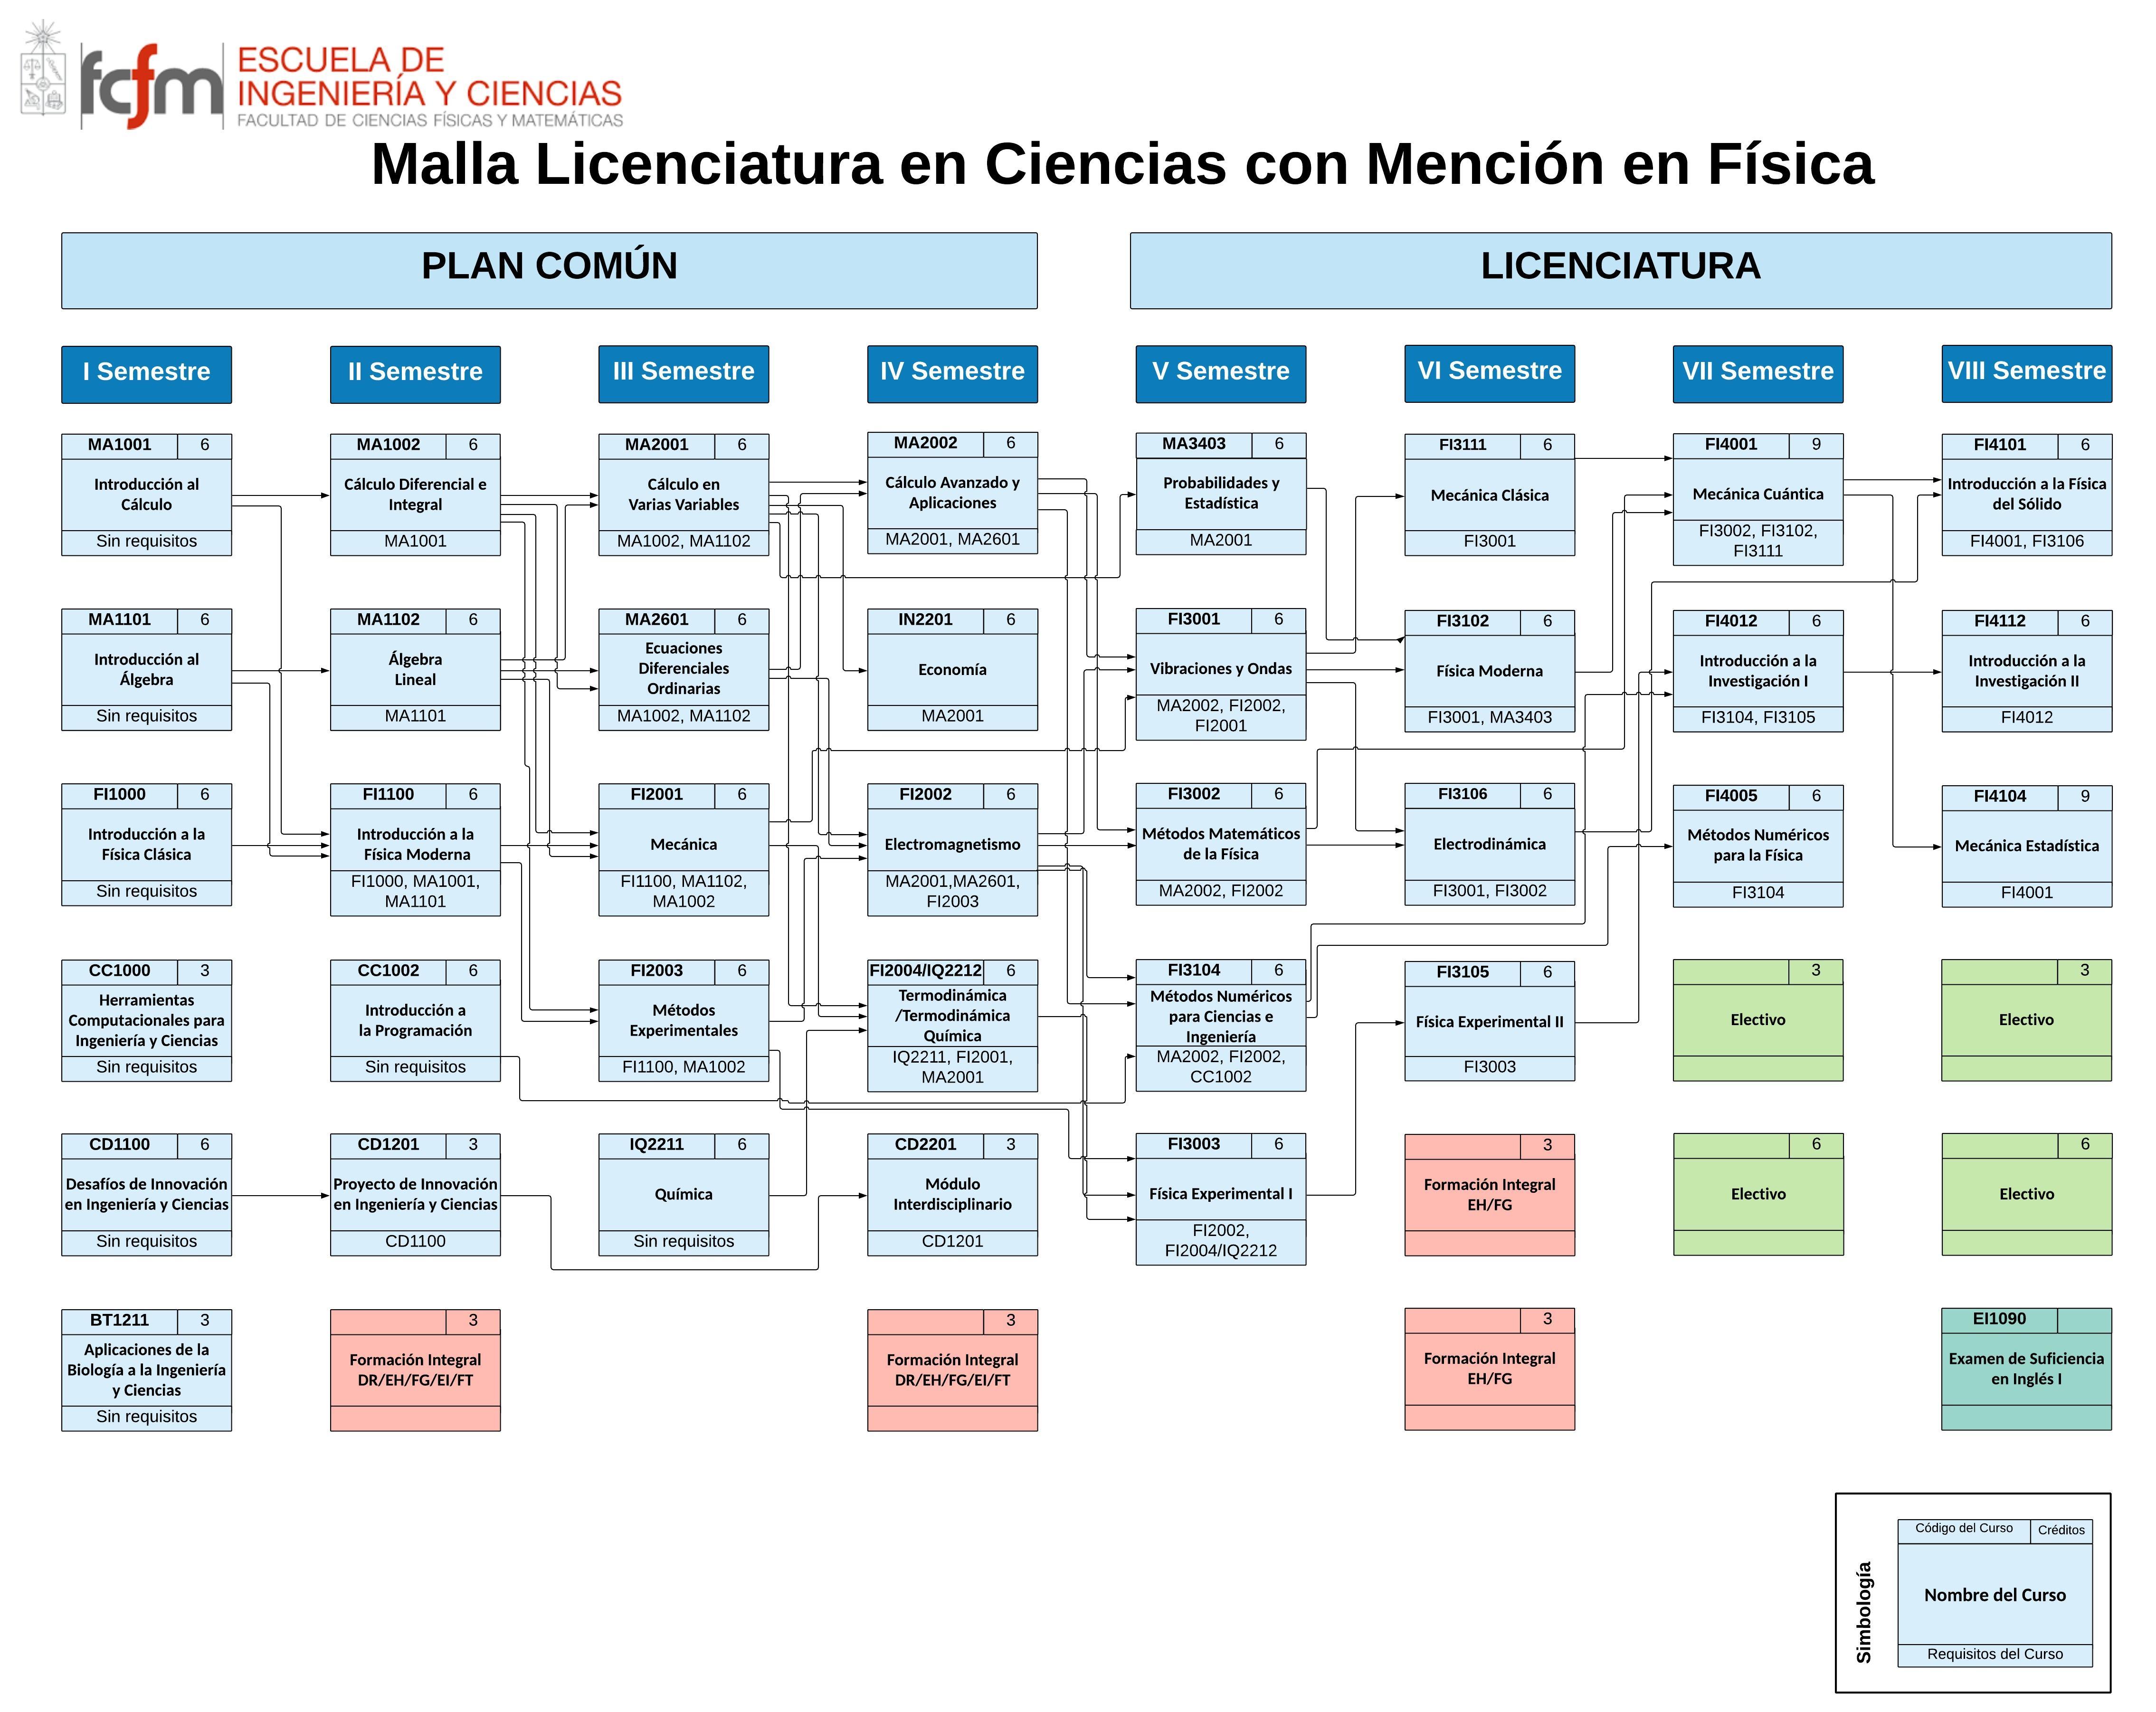 fcfm
ESCUELA DE
INGENIERÍA Y CIENCIAS
FACULTAD DE CIENCIAS FÍSICAS Y MATEMÁTICAS
Malla Licenciatura en Ciencias con Mención en Física
PLAN COMÚN
LICENCIATURA
I Semestre
II Semestre
III Semestre
IV Semestre
V Semestre
VI Semestre
VII Semestre
VIII Semestre
MA1001 6
Introducción al
Cálculo
Sin requisitos
MA1002 6
Cálculo Diferencial e
Integral
MA1001
MA2001 6
Cálculo en
Varias Variables
MA1002, MA1102
MA2002 6
Cálculo Avanzado y
Aplicaciones
MA2001, MA2601
MA3403 6
Probabilidades y
Estadística
MA2001
FI3111 6
Mecánica Clásica
FI3001
FI4001 9
Mecánica Cuántica
FI3002, FI3102,
FI3111
FI4101 6
Introducción a la Física
del Sólido
FI4001, FI3106
MA1101 6
Introducción al
Álgebra
Sin requisitos
MA1102 6
Álgebra
Lineal
MA1101
MA2601 6
Ecuaciones
Diferenciales
Ordinarias
MA1002, MA1102
IN2201 6
Economía
MA2001
FI3001 6
Vibraciones y Ondas
MA2002, FI2002,
FI2001
FI3102 6
Física Moderna
FI3001, MA3403
FI4012 6
Introducción a la
Investigación I
FI3104, FI3105
FI4112 6
Introducción a la
Investigación II
FI4012
FI1000 6
Introducción a la
Física Clásica
Sin requisitos
FI1100 6
Introducción a la
Física Moderna
FI1000, MA1001,
MA1101
FI2001 6
Mecánica
FI1100, MA1102,
MA1002
FI2002 6
Electromagnetismo
MA2001,MA2601,
FI2003
FI3002 6
Métodos Matemáticos
de la Física
MA2002, FI2002
FI3106 6
Electrodinámica
FI3001, FI3002
FI4005 6
Métodos Numéricos
para la Física
FI3104
FI4104 9
Mecánica Estadística
FI4001
CC1000 3
Herramientas
Computacionales para
Ingeniería y Ciencias
Sin requisitos
CC1002 6
Introducción a
la Programación
Sin requisitos
FI2003 6
Métodos
Experimentales
FI1100, MA1002
FI2004/IQ2212 6
Termodinámica
/Termodinámica
Química
IQ2211, FI2001,
MA2001
FI3104 6
Métodos Numéricos
para Ciencias e
Ingeniería
MA2002, FI2002,
CC1002
FI3105 6
Física Experimental II
FI3003
3
Electivo
3
Electivo
CD1100 6
Desafíos de Innovación
en Ingeniería y Ciencias
Sin requisitos
CD1201 3
Proyecto de Innovación
en Ingeniería y Ciencias
CD1100
IQ2211 6
Química
Sin requisitos
CD2201 3
Módulo
Interdisciplinario
CD1201
FI3003 6
Física Experimental I
FI2002,
FI2004/IQ2212
3
Formación Integral
EH/FG
6
Electivo
6
Electivo
BT1211 3
Aplicaciones de la
Biología a la Ingeniería
y Ciencias
Sin requisitos
3
Formación Integral
DR/EH/FG/EI/FT
3
Formación Integral
DR/EH/FG/EI/FT
3
Formación Integral
EH/FG
EI1090
Examen de Suficiencia
en Inglés I
Simbología
Código del Curso Créditos
Nombre del Curso
Requisitos del Curso